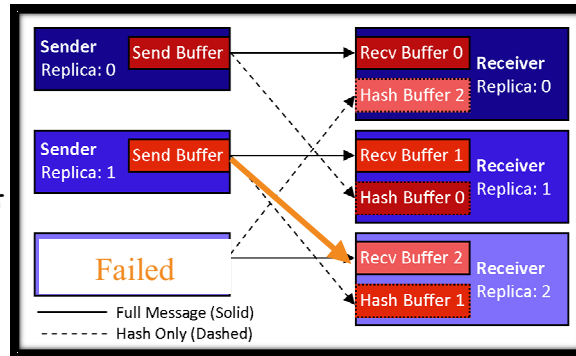 Sender
Replica: 0
Send Buffer
Recv Buffer 0
Hash Buffer 2
Receiver
Replica: 0
Sender
Replica: 1
Send Buffer
Recv Buffer 1
Hash Buffer 0
Receiver
Replica: 1
Failed
Recv Buffer 2
Hash Buffer 1
Receiver
Replica: 2
Full Message (Solid)
Hash Only (Dashed)